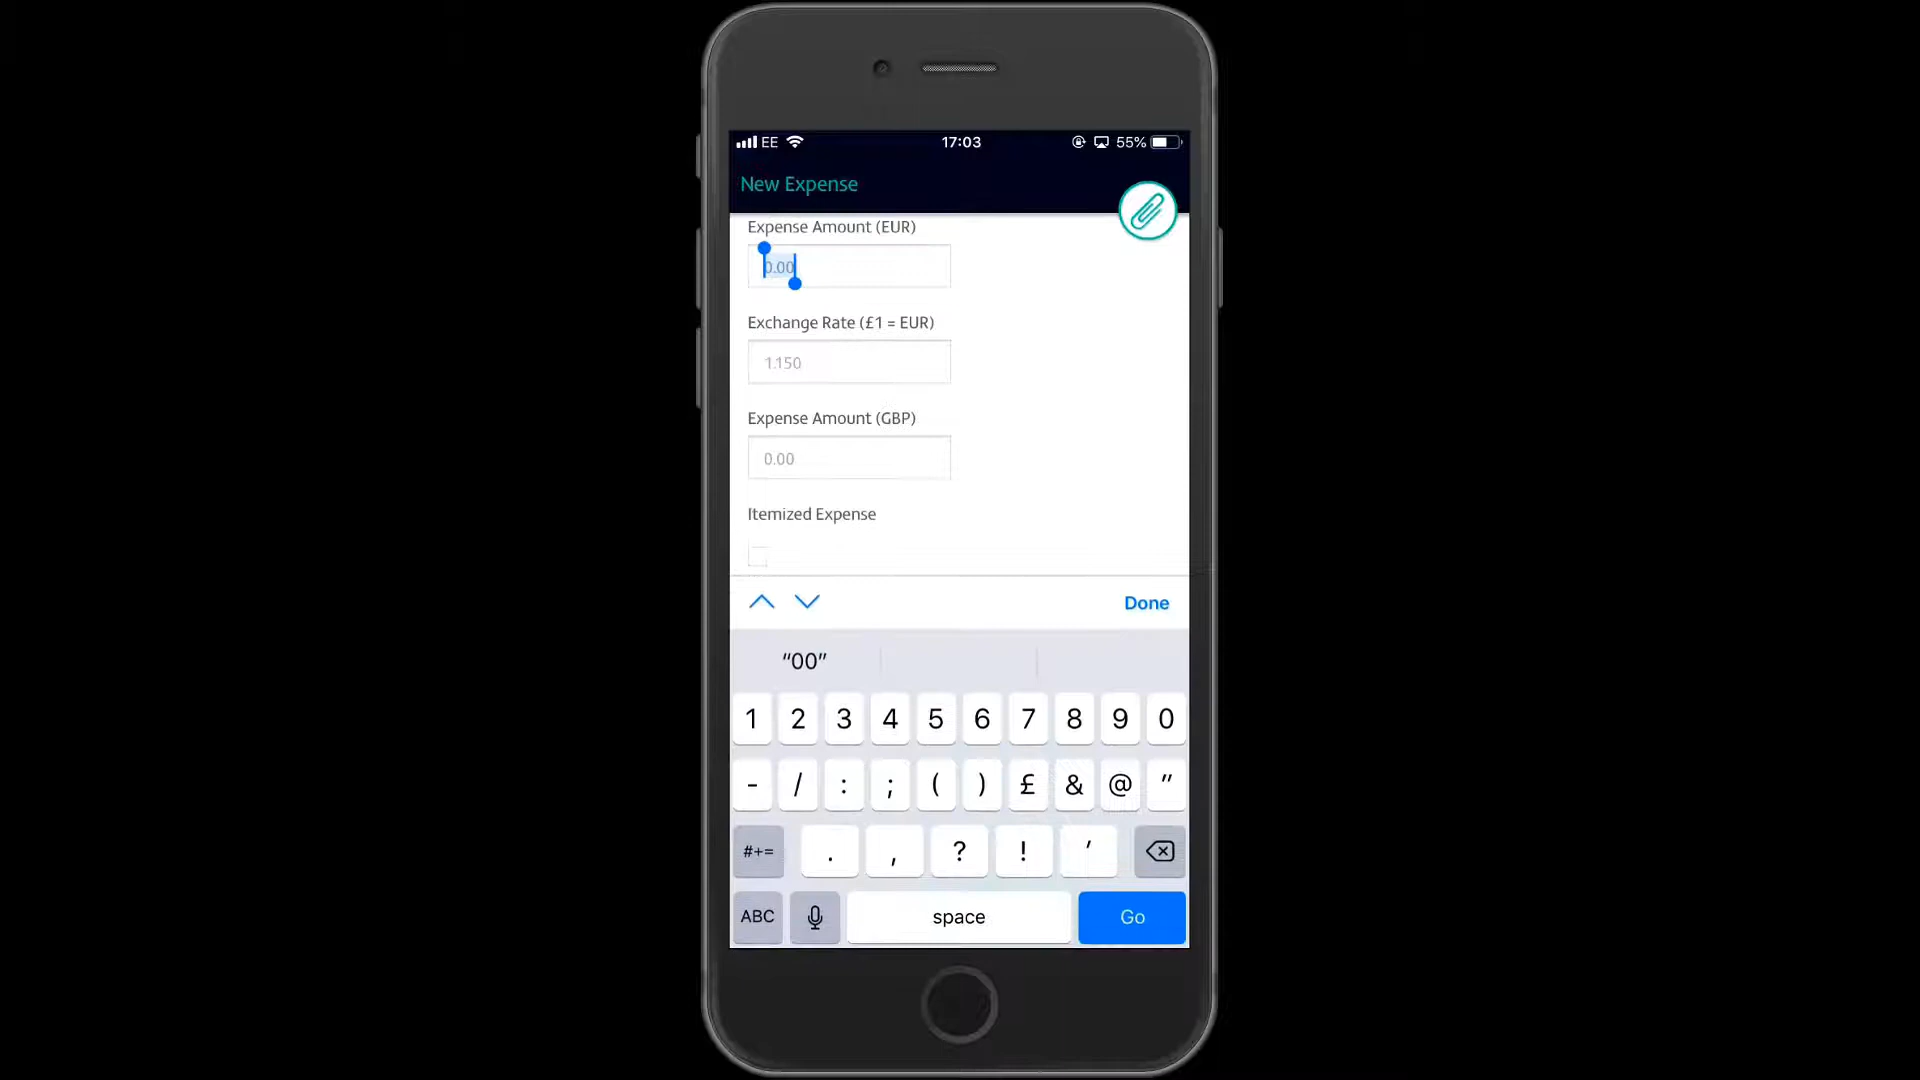 EE 17:03 55%
New Expense
Expense Amount (EUR)
0.00
Exchange Rate (£1 = EUR)
1.150
Expense Amount (GBP)
0.00
Itemized Expense
Done
“00”
1 2 3 4 5 6 7 8 9 0
- / : ; ( ) £ & @ "
#+= . , ? ! '
ABC space Go